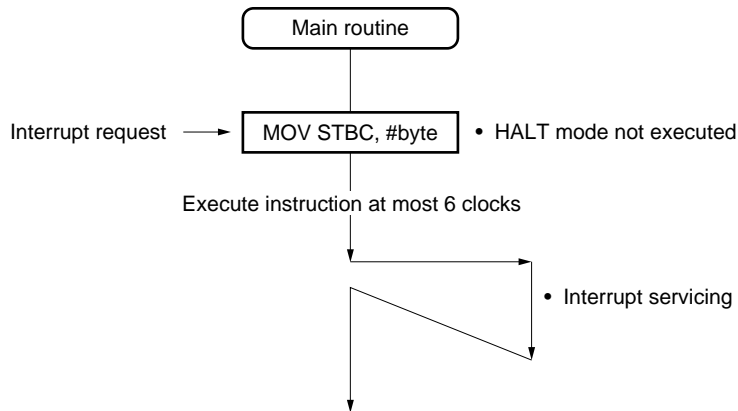 Main routine
Interrupt request
MOV STBC, #byte
• HALT mode not executed
Execute instruction at most 6 clocks
• Interrupt servicing